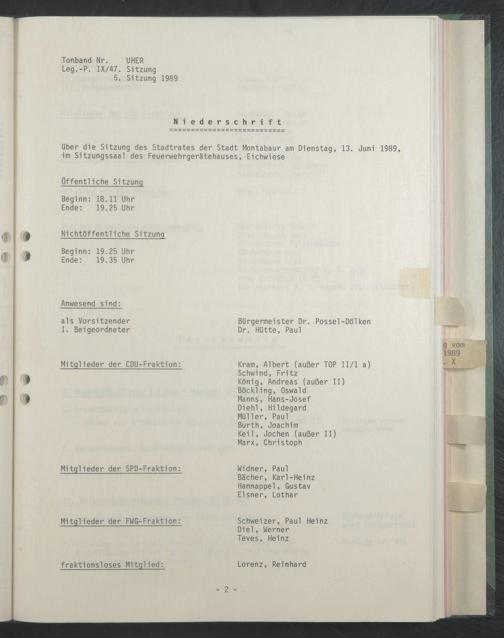 Tonband Nr. UHER
Leg.-P. IX/47. Sitzung
5. Sitzung 1989
Niederschrift
über die Sitzung des Stadtrates der Stadt Montabaur am Dienstag, 13. Juni 1989,
im Sitzungssaal des Feuerwehrgerätehauses, Eichwiese
Öffentliche Sitzung
Beginn: 18.11 Uhr
Ende: 19.25 Uhr
Nichtöffentliche Sitzung
Beginn: 19.25 Uhr
Ende: 19.35 Uhr
Anwesend sind:
als Vorsitzender Bürgermeister Dr. Possel-Dölken
I. Beigeordneter Dr. Hütte, Paul
Mitglieder der CDU-Fraktion: Kram, Albert (außer TOP II/1 a)
Schwind, Fritz
König, Andreas (außer II)
Böckling, Oswald
Manns, Hans-Josef
Diehl, Hildegard
Müller, Paul
Burth, Joachim
Keil, Jochen (außer II)
Marx, Christoph
Mitglieder der SPD-Fraktion: Widner, Paul
Bächer, Karl-Heinz
Hannappel, Gustav
Elsner, Lothar
Mitglieder der FWG-Fraktion: Schweizer, Paul Heinz
Diel, Werner
Teves, Heinz
fraktionsloses Mitglied: Lorenz, Reinhard
- 2 -
g vom
1989
. X